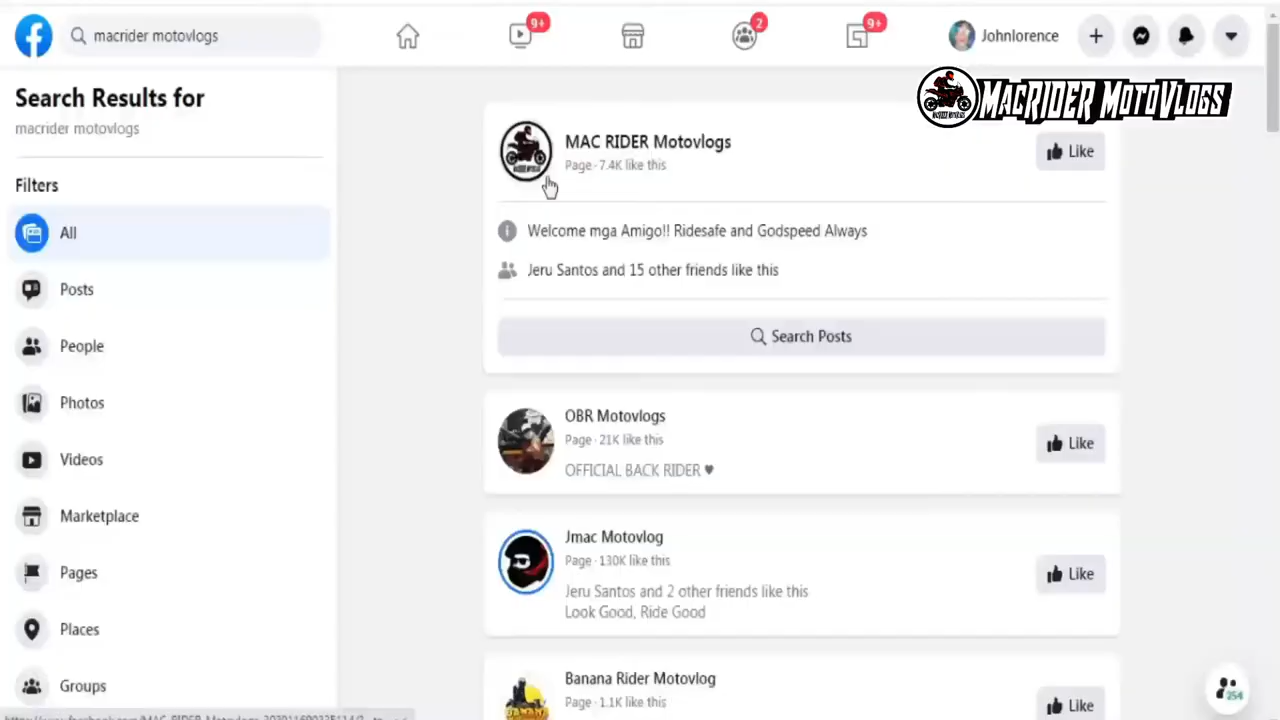 macrider motovlogs
9+
2
9+
Johnlorence
MACRIDER MOTOVLOGS
Search Results for
macrider motovlogs
Filters
All
Posts
People
Photos
Videos
Marketplace
Pages
Places
Groups
MAC RIDER Motovlogs
Page · 7.4K like this
Like
Welcome mga Amigo!! Ridesafe and Godspeed Always
Jeru Santos and 15 other friends like this
Search Posts
OBR Motovlogs
Page · 21K like this
OFFICIAL BACK RIDER ♥
Like
Jmac Motovlog
Page · 130K like this
Jeru Santos and 2 other friends like this
Look Good, Ride Good
Like
Banana Rider Motovlog
Page · 1.1K like this
Like
254